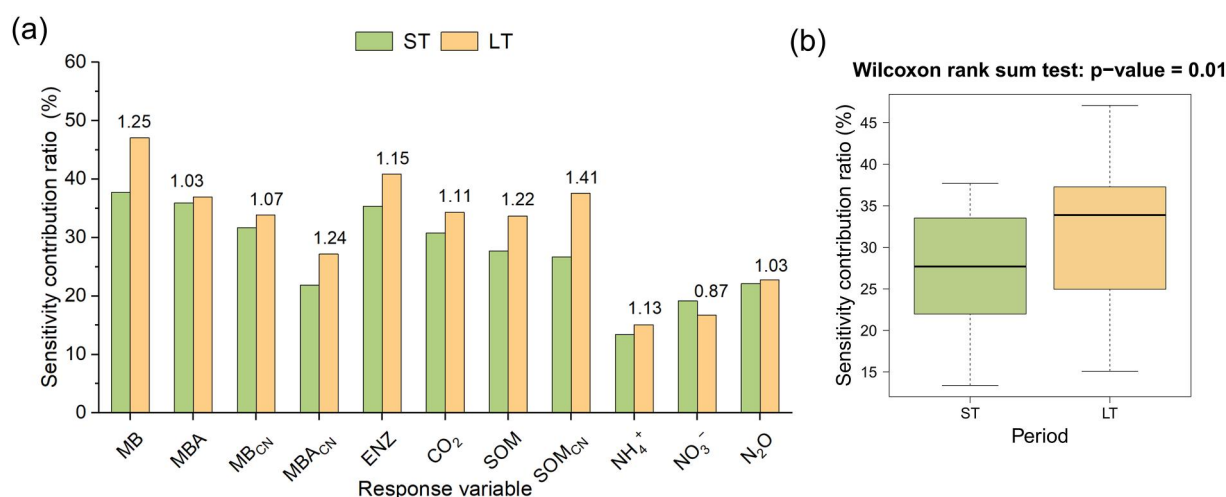 (a)
ST LT
Sensitivity contribution ratio (%)
60
50
40
30
20
10
0
1.25
1.03
1.07
1.24
1.15
1.11
1.22
1.41
1.13
0.87
1.03
MB
MBA
MB_CN
MBA_CN
ENZ
CO₂
SOM
SOM_CN
NH₄⁺
NO₃⁻
N₂O
Response variable
(b)
Wilcoxon rank sum test: p−value = 0.01
Sensitivity contribution ratio (%)
45
40
35
30
25
20
15
ST LT
Period